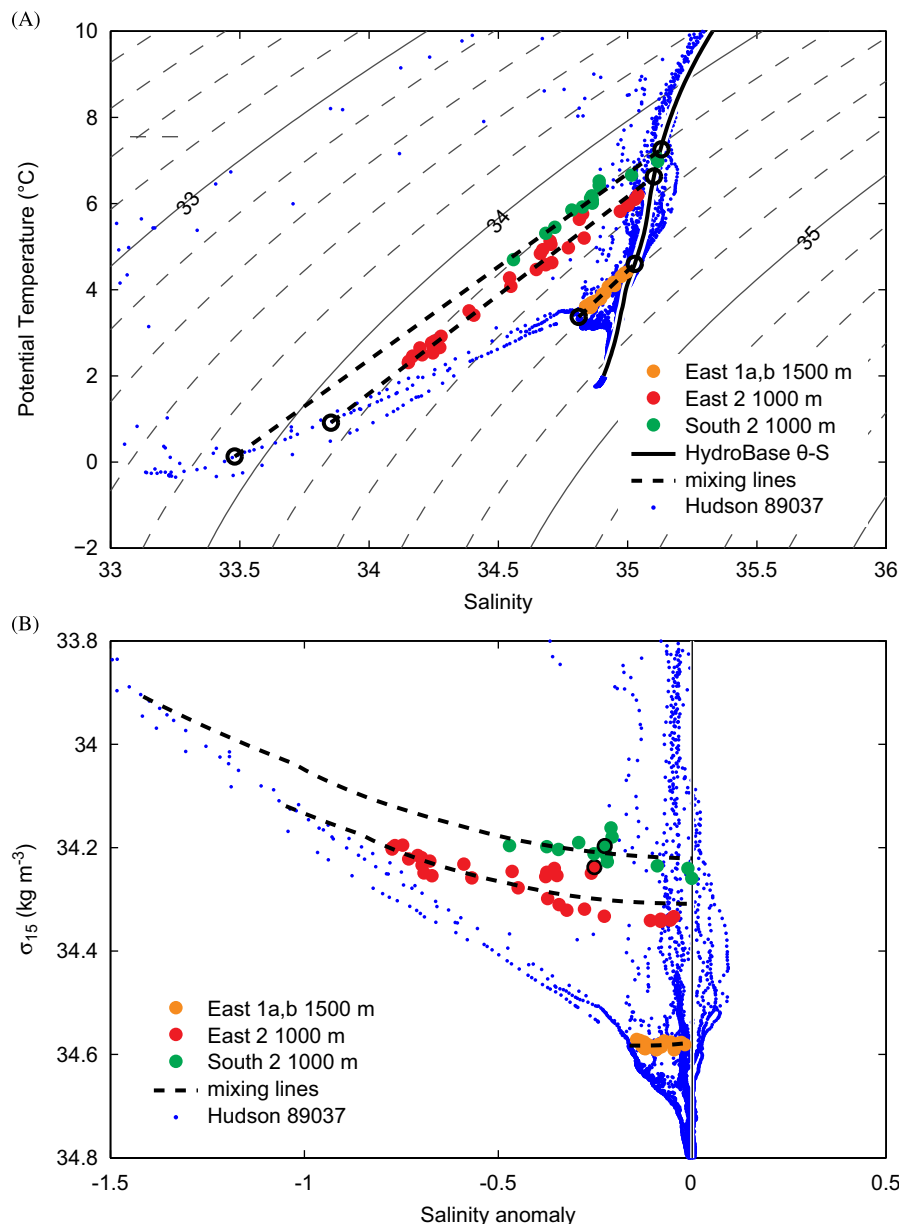 (A)
10
8
6
4
2
0
−2
Potential Temperature (°C)
33
34
35
East 1a,b 1500 m
East 2 1000 m
South 2 1000 m
HydroBase θ-S
mixing lines
Hudson 89037
33
33.5
34
34.5
35
35.5
36
Salinity
(B)
33.8
34
34.2
34.4
34.6
34.8
σ15 (kg m-3)
East 1a,b 1500 m
East 2 1000 m
South 2 1000 m
mixing lines
Hudson 89037
-1.5
-1
-0.5
0
0.5
Salinity anomaly